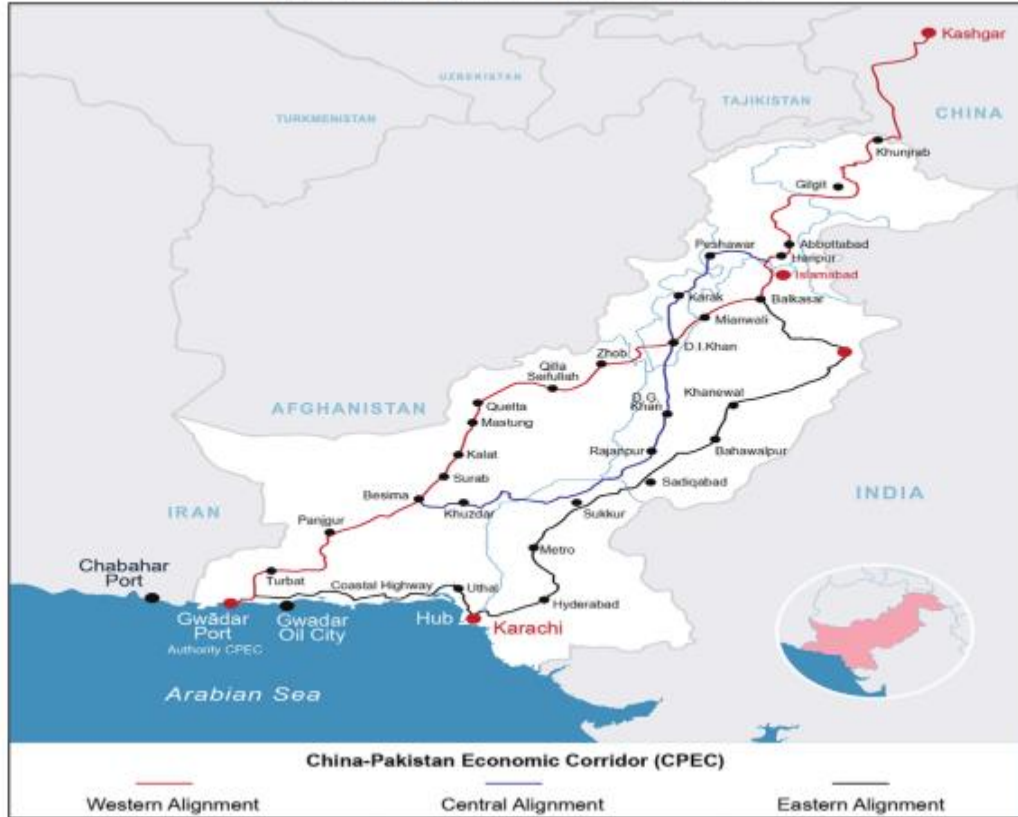 Kashgar
UZBEKISTAN
TAJIKISTAN
CHINA
TURKMENISTAN
Khunjrab
Gilgit
Peshawar
Abbottabad
Haripur
Islamabad
Karak
Balkasar
Mianwali
D.I.Khan
Zhob
Qilla
Seifullah
Khanewal
AFGHANISTAN
Quetta
D.G.
Khan
Mastung
Bahawalpur
Kalat
Rajanpur
Surab
Sadiqabad
INDIA
Besima
Khuzdar
Sukkur
IRAN
Panjgur
Metro
Chabahar
Port
Turbat
Coastal Highway
Uthal
Hyderabad
Gwādar
Port
Authority CPEC
Gwadar
Oil City
Hub
Karachi
Arabian Sea
China-Pakistan Economic Corridor (CPEC)
Western Alignment
Central Alignment
Eastern Alignment